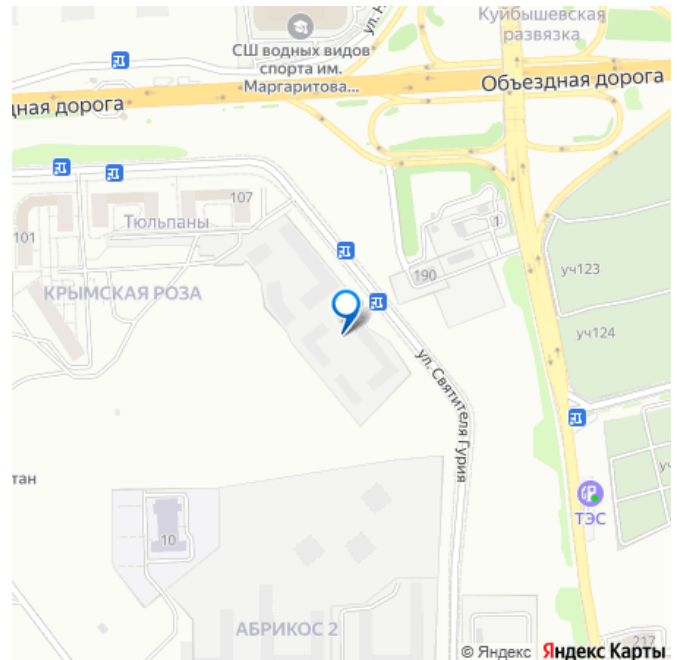 Куйбышевская
развязка
СШ водных видов
спорта им.
Маргаритова...
Объездная дорога
ная дорога
107
Тюльпаны
101
1
190
уч123
КРЫМСКАЯ РОЗА
уч124
ул. Святителя Гурия
тан
ТЭС
10
АБРИКОС 2
217
© Яндекс Яндекс Карты